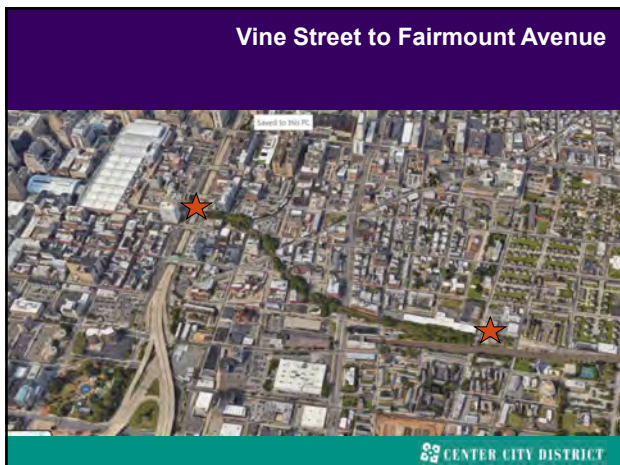 Vine Street to Fairmount Avenue
Saved to this PC
CENTER CITY DISTRICT